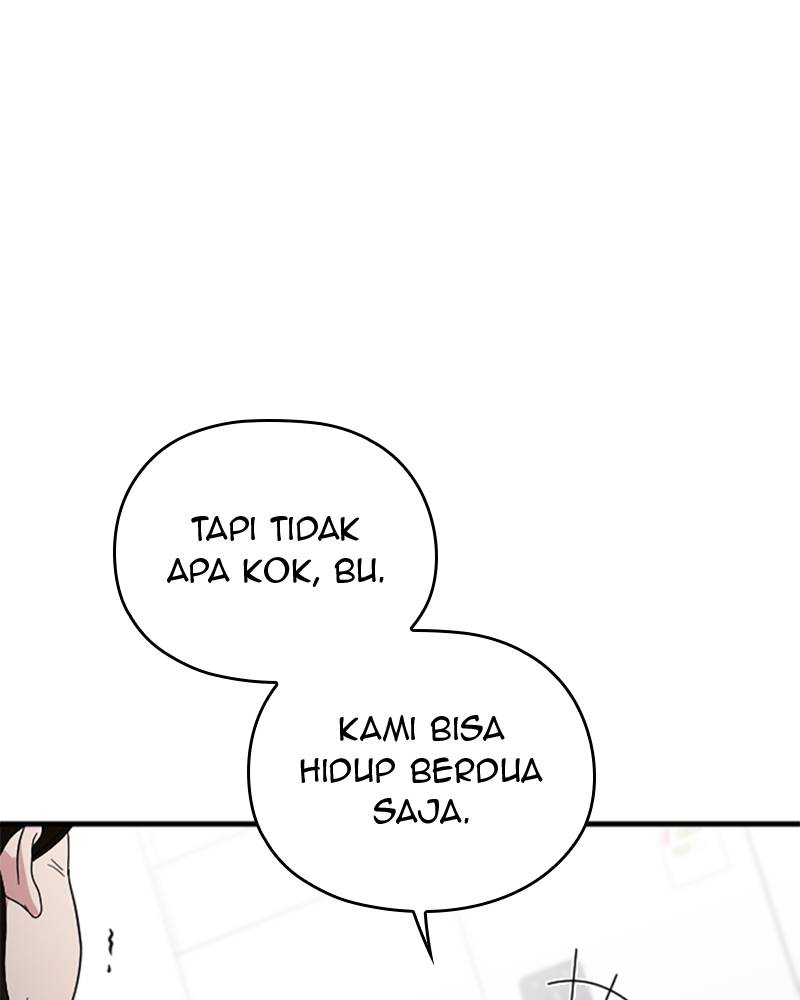 TAPI TIDAK
APA KOK, BU.
KAMI BISA
HIDUP BERDUA
SAJA.